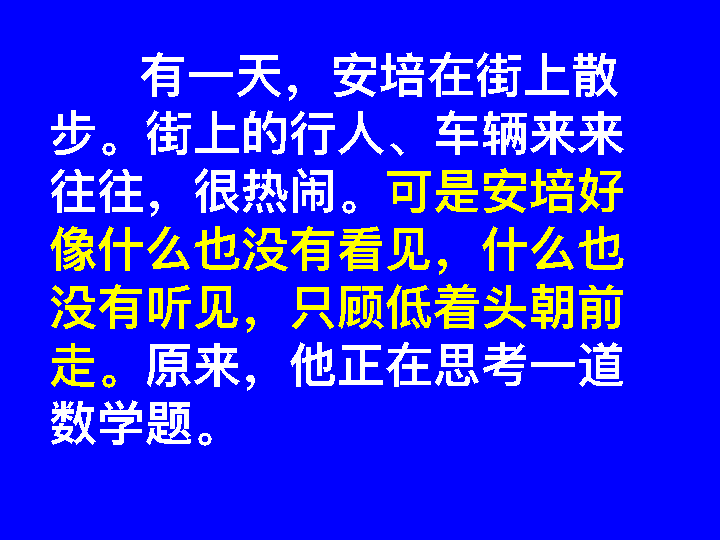 有一天，安培在街上散
步。街上的行人、车辆来来
往往，很热闹。可是安培好
像什么也没有看见，什么也
没有听见，只顾低着头朝前
走。原来，他正在思考一道
数学题。